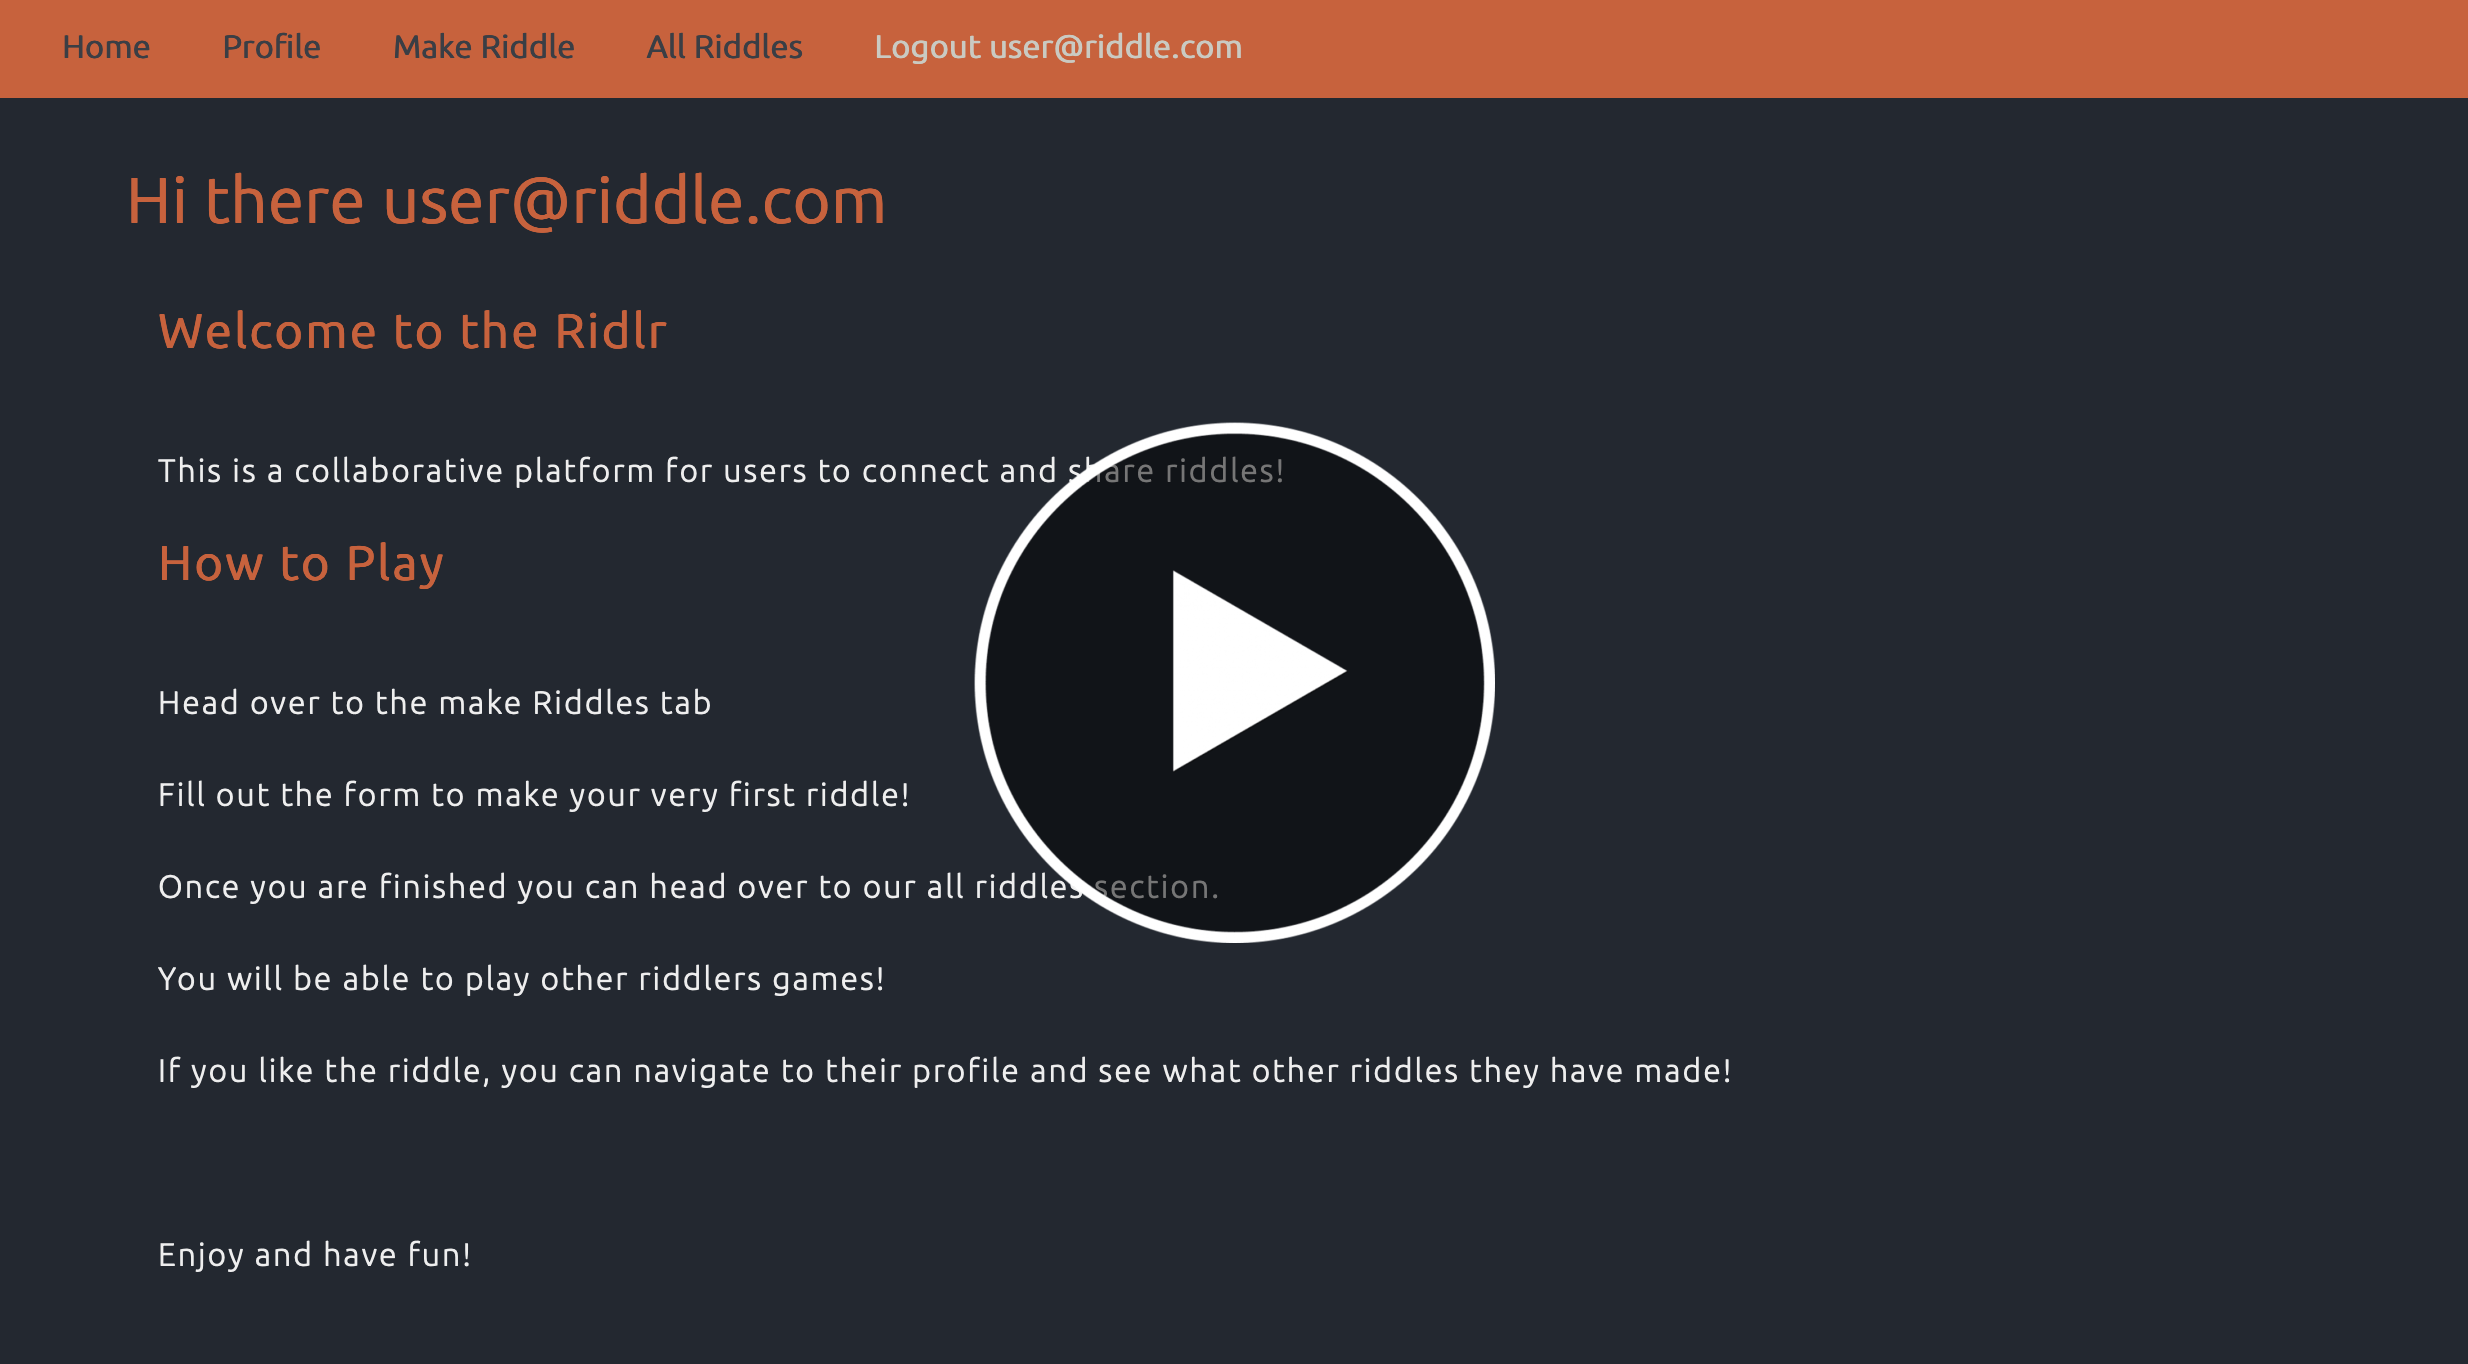 Home Profile Make Riddle All Riddles Logout user@riddle.com
Hi there user@riddle.com
Welcome to the Ridlr
This is a collaborative platform for users to connect and share riddles!
How to Play
Head over to the make Riddles tab
Fill out the form to make your very first riddle!
Once you are finished you can head over to our all riddles section.
You will be able to play other riddlers games!
If you like the riddle, you can navigate to their profile and see what other riddles they have made!
Enjoy and have fun!